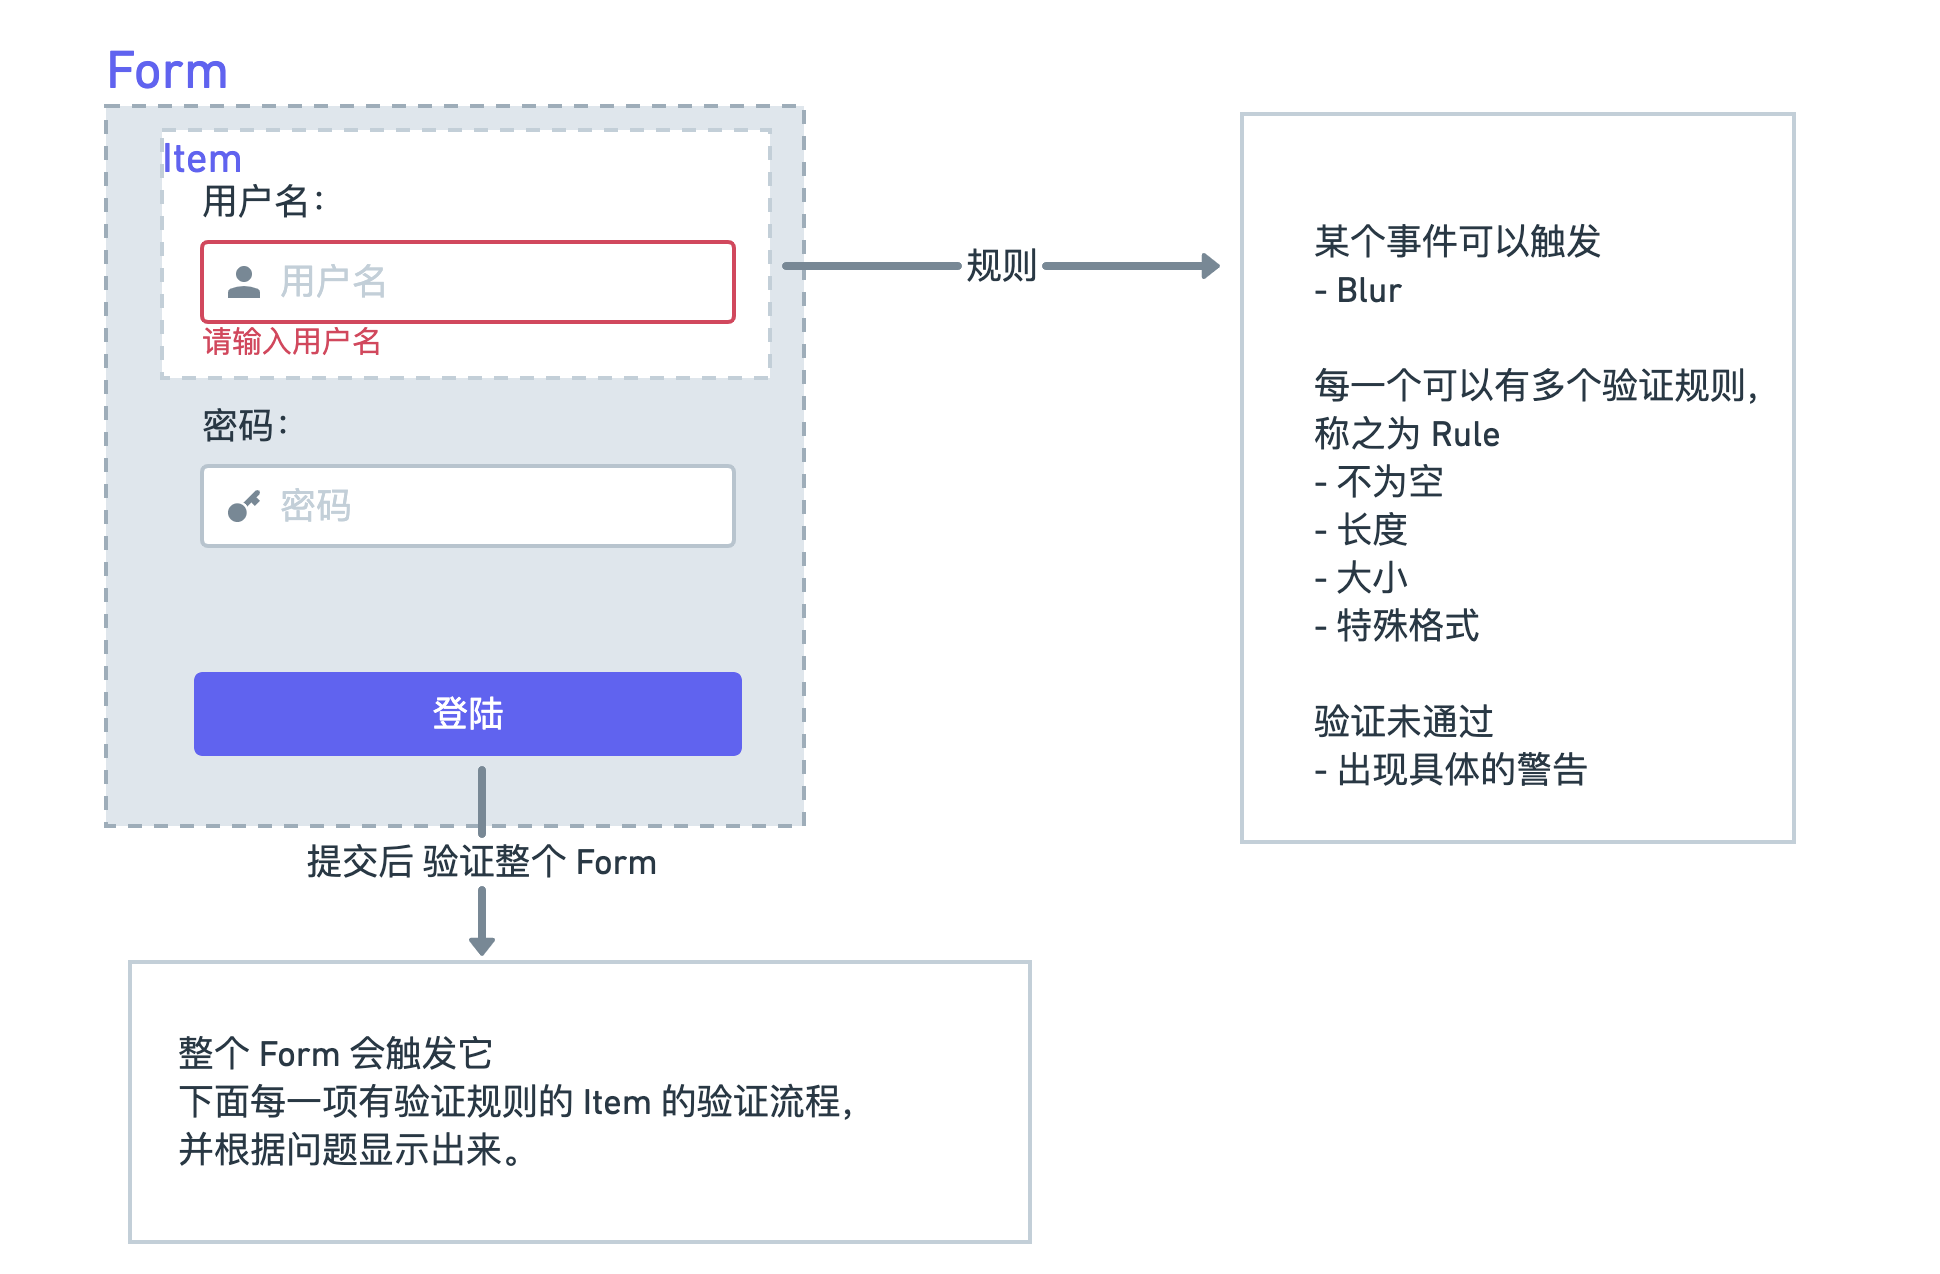 Form
Item
用户名：
用户名
请输入用户名
密码：
密码
登陆
规则
某个事件可以触发
- Blur
每一个可以有多个验证规则，
称之为 Rule
- 不为空
- 长度
- 大小
- 特殊格式
验证未通过
- 出现具体的警告
提交后 验证整个 Form
整个 Form 会触发它
下面每一项有验证规则的 Item 的验证流程，
并根据问题显示出来。